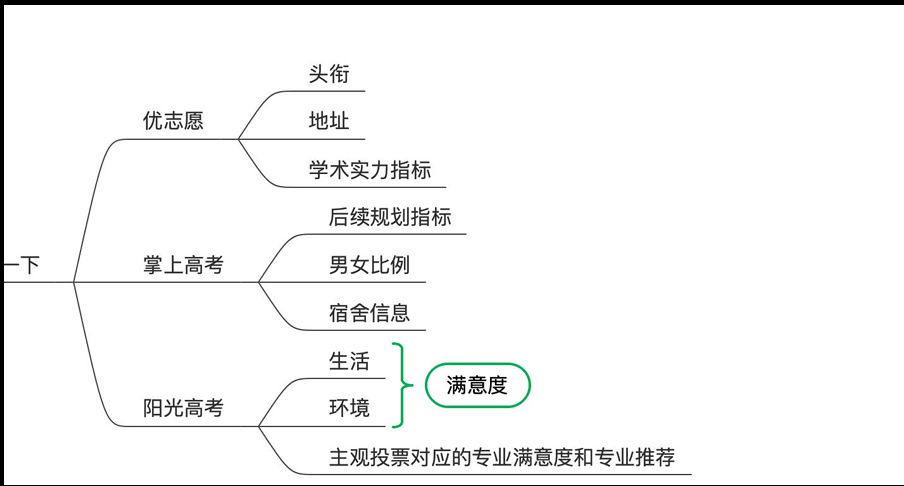 一下
优志愿
头衔
地址
学术实力指标
掌上高考
后续规划指标
男女比例
宿舍信息
阳光高考
生活
环境
满意度
主观投票对应的专业满意度和专业推荐